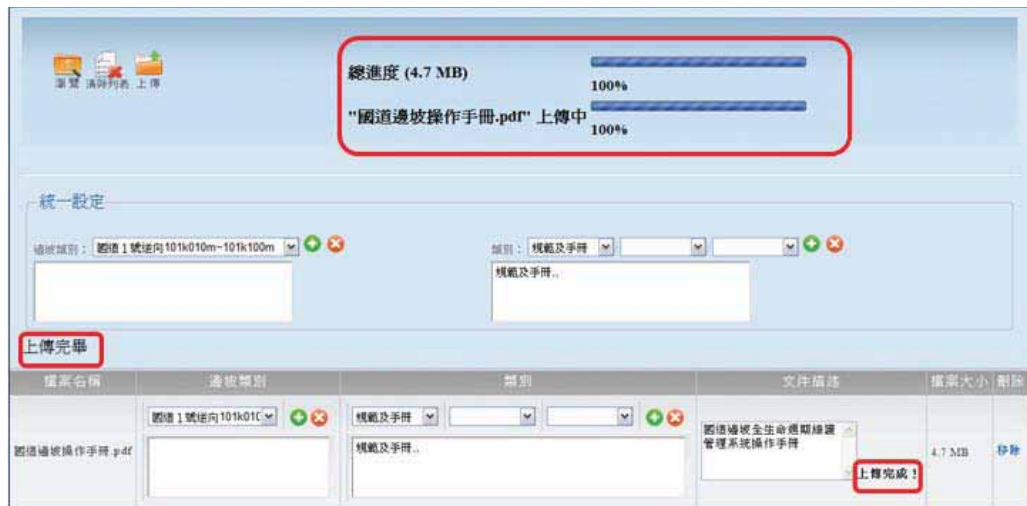 瀏覽 清除列表 上傳
總進度 (4.7 MB)
100%
"國道邊坡操作手冊.pdf" 上傳中
100%
統一設定
邊坡類別： 國道1號逆向101k010m~101k100m
類別： 規範及手冊
規範及手冊..
上傳完畢
檔案名稱 邊坡類別 類別 文件描述 檔案大小 刪除
國道邊坡操作手冊.pdf
國道1號逆向101k01
規範及手冊
規範及手冊..
國道邊坡全生命週期維護
管理系統操作手冊
上傳完成！
4.7 MB
移除